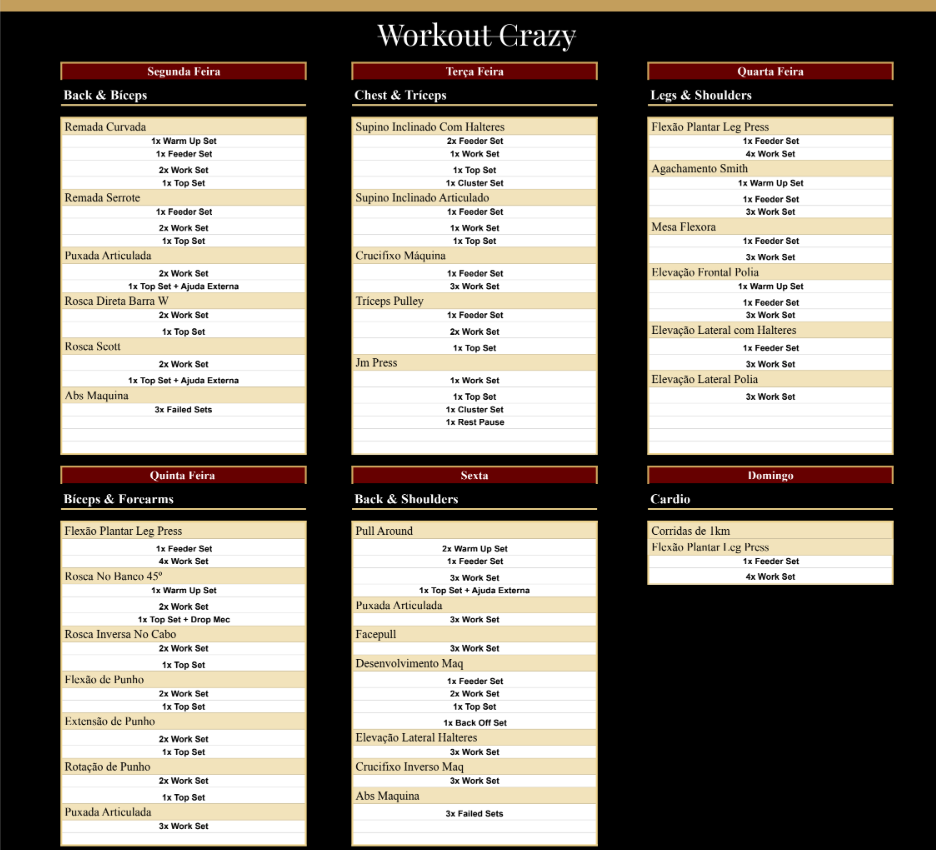 Workout Crazy
Segunda Feira
Back & Bíceps
Remada Curvada
1x Warm Up Set
1x Feeder Set
2x Work Set
1x Top Set
Remada Serrote
1x Feeder Set
2x Work Set
1x Top Set
Puxada Articulada
2x Work Set
1x Top Set + Ajuda Externa
Rosca Direta Barra W
2x Work Set
1x Top Set
Rosca Scott
2x Work Set
1x Top Set + Ajuda Externa
Abs Maquina
3x Failed Sets
Terça Feira
Chest & Tríceps
Supino Inclinado Com Halteres
2x Feeder Set
1x Work Set
1x Top Set
1x Cluster Set
Supino Inclinado Articulado
1x Feeder Set
1x Work Set
1x Top Set
Crucifixo Máquina
1x Feeder Set
3x Work Set
Tríceps Pulley
1x Feeder Set
2x Work Set
1x Top Set
Jm Press
1x Work Set
1x Top Set
1x Cluster Set
1x Rest Pause
Quarta Feira
Legs & Shoulders
Flexão Plantar Leg Press
1x Feeder Set
4x Work Set
Agachamento Smith
1x Warm Up Set
1x Feeder Set
3x Work Set
Mesa Flexora
1x Feeder Set
3x Work Set
Elevação Frontal Polia
1x Warm Up Set
1x Feeder Set
3x Work Set
Elevação Lateral com Halteres
1x Feeder Set
3x Work Set
Elevação Lateral Polia
3x Work Set
Quinta Feira
Bíceps & Forearms
Flexão Plantar Leg Press
1x Feeder Set
4x Work Set
Rosca No Banco 45º
1x Warm Up Set
2x Work Set
1x Top Set + Drop Mec
Rosca Inversa No Cabo
2x Work Set
1x Top Set
Flexão de Punho
2x Work Set
1x Top Set
Extensão de Punho
2x Work Set
1x Top Set
Rotação de Punho
2x Work Set
1x Top Set
Puxada Articulada
3x Work Set
Sexta
Back & Shoulders
Pull Around
2x Warm Up Set
1x Feeder Set
3x Work Set
1x Top Set + Ajuda Externa
Puxada Articulada
3x Work Set
Facepull
3x Work Set
Desenvolvimento Maq
1x Feeder Set
2x Work Set
1x Top Set
1x Back Off Set
Elevação Lateral Halteres
3x Work Set
Crucifixo Inverso Maq
3x Work Set
Abs Maquina
3x Failed Sets
Domingo
Cardio
Corridas de 1km
Flexão Plantar Leg Press
1x Feeder Set
4x Work Set